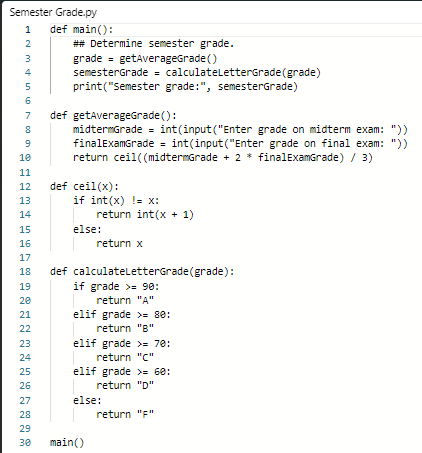 Semester Grade.py
1 def main():
2     ## Determine semester grade.
3     grade = getAverageGrade()
4     semesterGrade = calculateLetterGrade(grade)
5     print("Semester grade:", semesterGrade)
6
7 def getAverageGrade():
8     midtermGrade = int(input("Enter grade on midterm exam: "))
9     finalExamGrade = int(input("Enter grade on final exam: "))
10     return ceil((midtermGrade + 2 * finalExamGrade) / 3)
11
12 def ceil(x):
13     if int(x) != x:
14         return int(x + 1)
15     else:
16         return x
17
18 def calculateLetterGrade(grade):
19     if grade >= 90:
20         return "A"
21     elif grade >= 80:
22         return "B"
23     elif grade >= 70:
24         return "C"
25     elif grade >= 60:
26         return "D"
27     else:
28         return "F"
29
30 main()